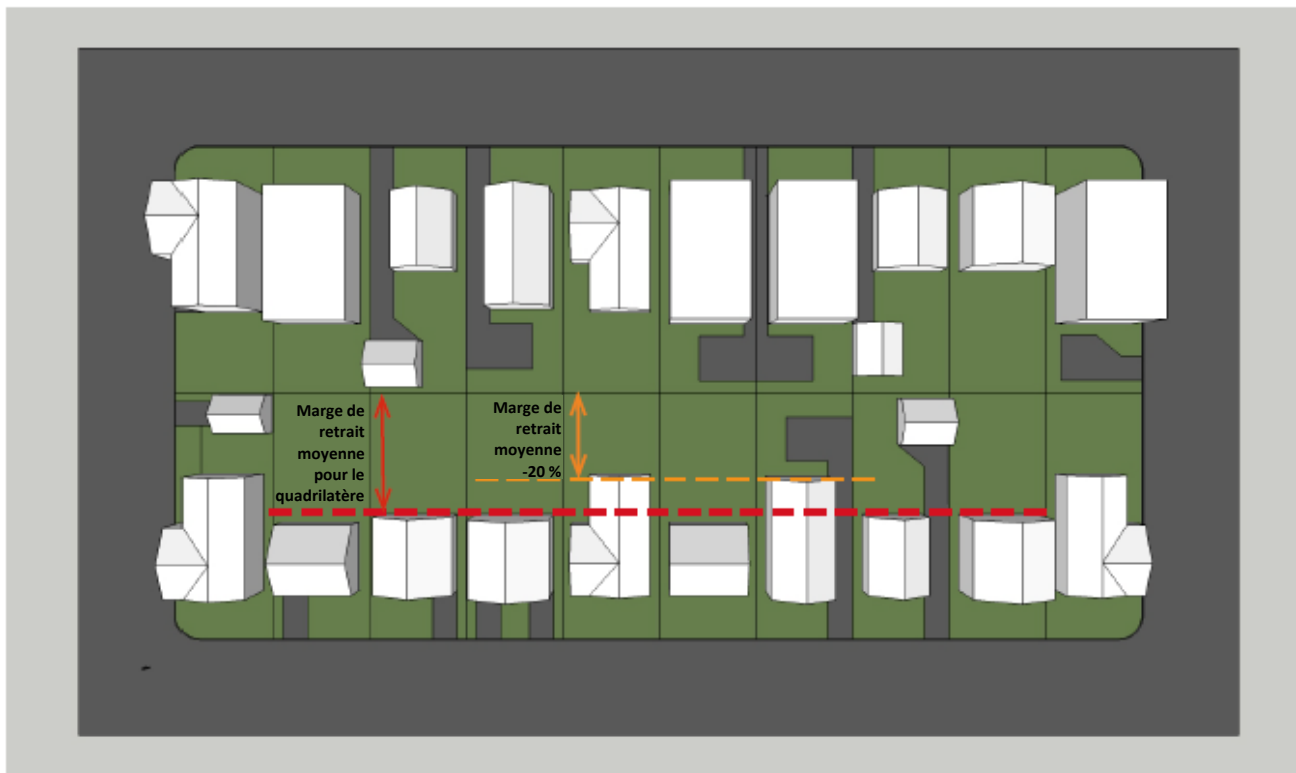 Marge de
retrait
moyenne
pour le
quadrilatère
Marge de
retrait
moyenne
-20 %